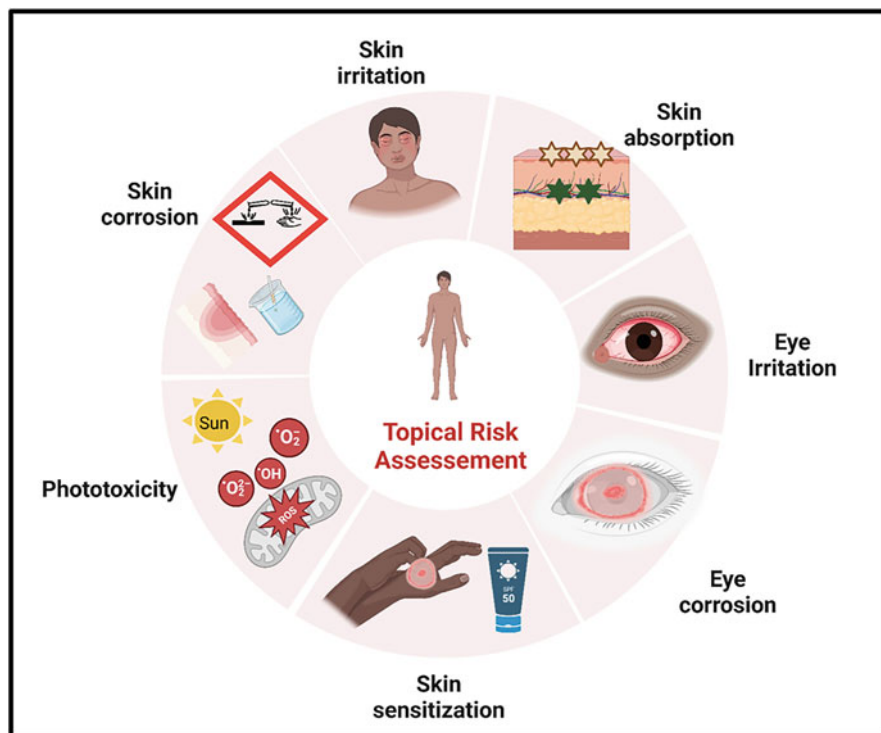 Skin
irritation
Skin
absorption
Skin
corrosion
Eye
Irritation
Topical Risk
Assessement
Sun
•O₂⁻
•OH
•O₂²⁻
ROS
Phototoxicity
SPF
50
Eye
corrosion
Skin
sensitization